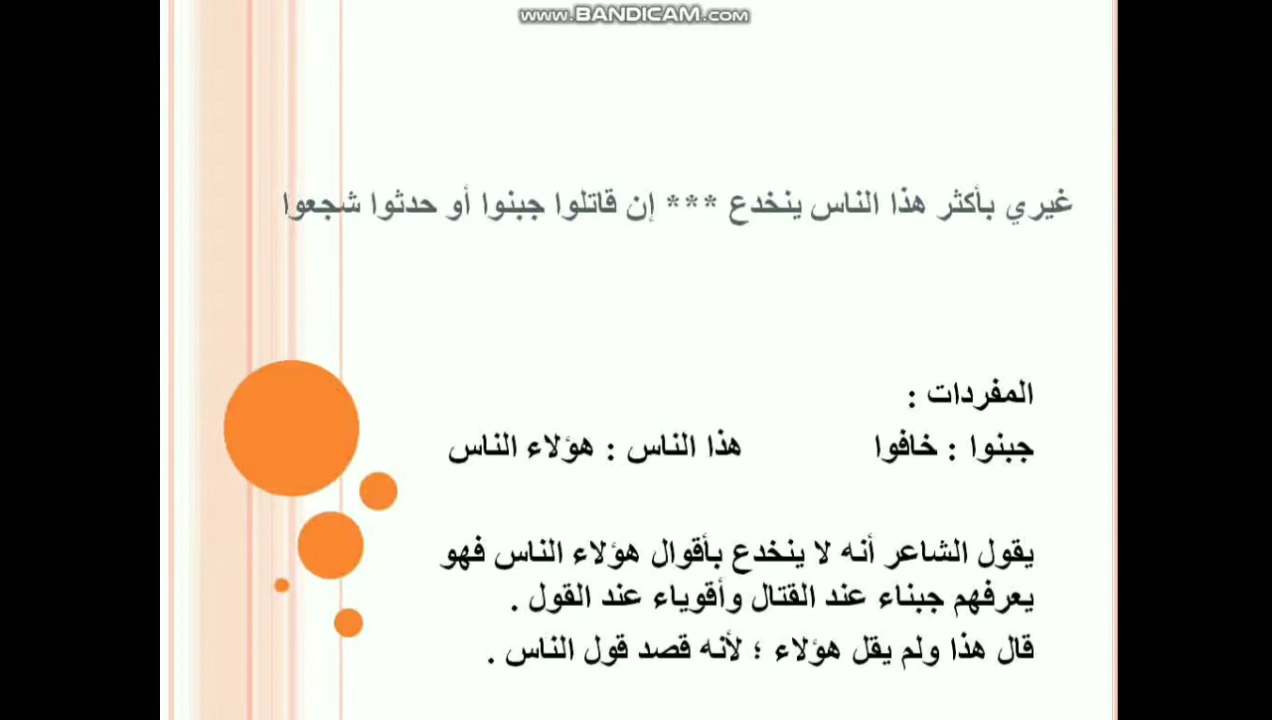 www.BANDICAM.com
غيري بأكثر هذا الناس ينخدع *** إن قاتلوا جبنوا أو حدثوا شجعوا
المفردات :
جبنوا : خافوا هذا الناس : هؤلاء الناس
يقول الشاعر أنه لا ينخدع بأقوال هؤلاء الناس فهو
يعرفهم جبناء عند القتال وأقوياء عند القول .
قال هذا ولم يقل هؤلاء ؛ لأنه قصد قول الناس .